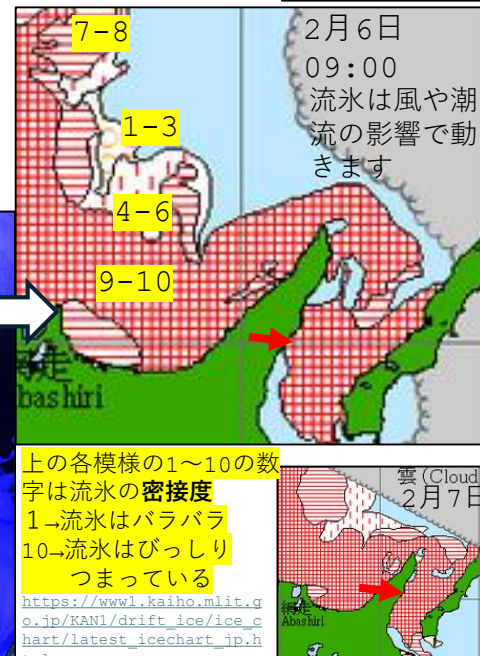 7-8
2月6日
09:00
流氷は風や潮
流の影響で動
きます
1-3
4-6
9-10
網走
bashiri
上の各模様の1～10の数
字は流氷の密接度
1→流氷はバラバラ
10→流氷はびっしり
つまっている
https://www1.kaiho.mlit.g
o.jp/KAN1/drift_ice/ice_c
hart/latest_icechart_jp.h
雲(Cloud
2月7日
網走
Abashiri